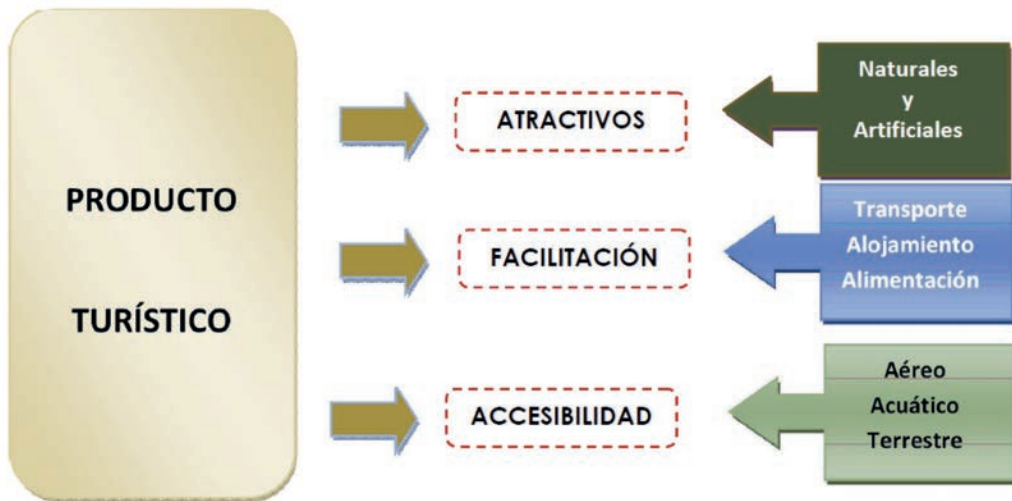 PRODUCTO
TURÍSTICO
ATRACTIVOS
Naturales
y
Artificiales
FACILITACIÓN
Transporte
Alojamiento
Alimentación
ACCESIBILIDAD
Aéreo
Acuático
Terrestre